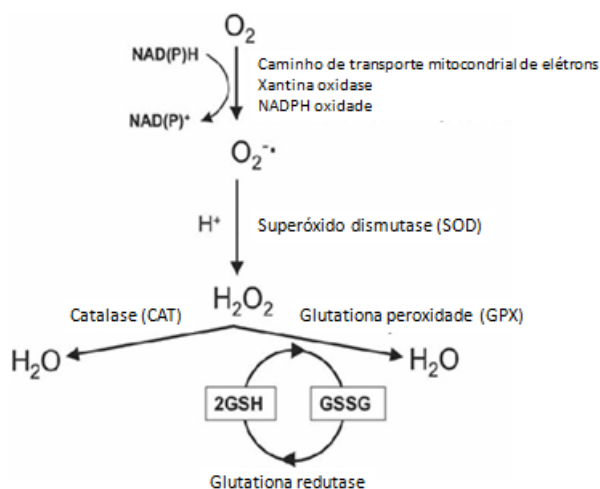 O₂
NAD(P)H
Caminho de transporte mitocondrial de elétrons
Xantina oxidase
NADPH oxidade
NAD(P)⁺
O₂⁻•
H⁺
Superóxido dismutase (SOD)
H₂O₂
Catalase (CAT)
Glutationa peroxidade (GPX)
H₂O
H₂O
2GSH
GSSG
Glutationa redutase